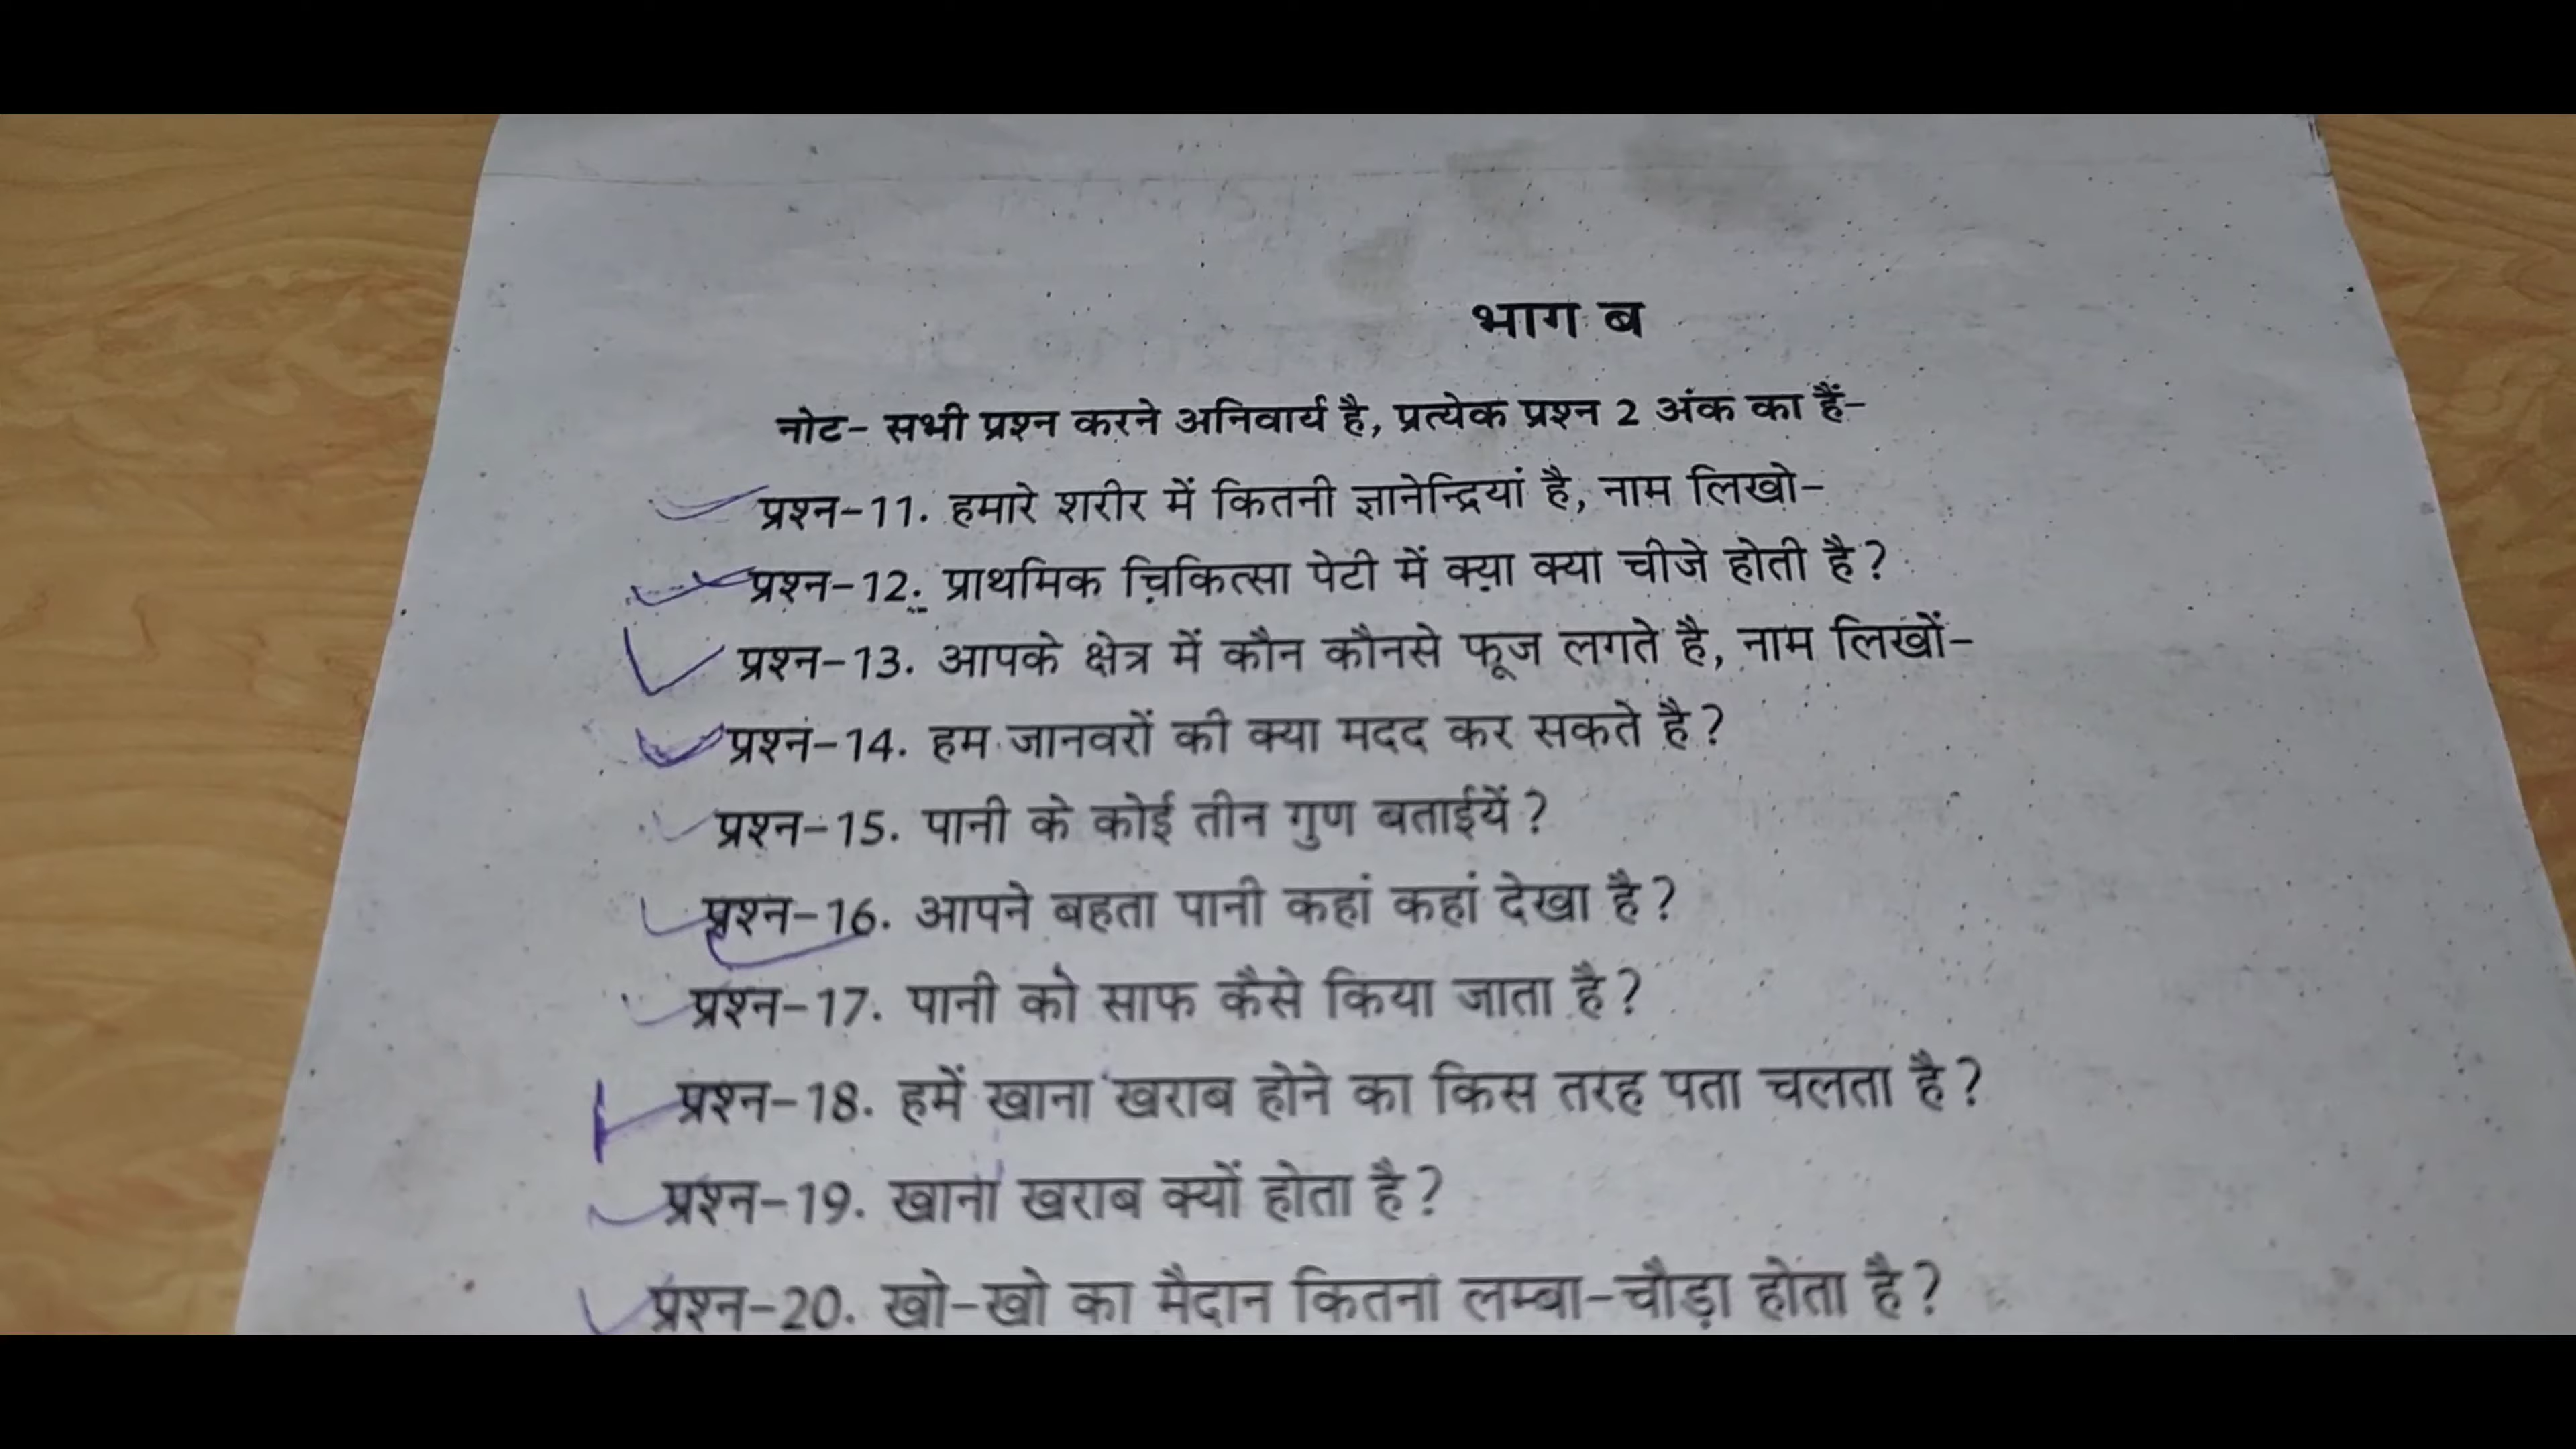 भाग ब
नोट- सभी प्रश्न करने अनिवार्य है, प्रत्येक प्रश्न 2 अंक का हैं-
प्रश्न-11. हमारे शरीर में कितनी ज्ञानेन्द्रियां है, नाम लिखो-
प्रश्न-12. प्राथमिक चिकित्सा पेटी में क्या क्या चीजे होती है?
प्रश्न-13. आपके क्षेत्र में कौन कौनसे फूज लगते है, नाम लिखों-
प्रश्न-14. हम जानवरों की क्या मदद कर सकते है?
प्रश्न-15. पानी के कोई तीन गुण बताईयें?
प्रश्न-16. आपने बहता पानी कहां कहां देखा है?
प्रश्न-17. पानी को साफ कैसे किया जाता है?
प्रश्न-18. हमें खाना खराब होने का किस तरह पता चलता है?
प्रश्न-19. खाना खराब क्यों होता है?
प्रश्न-20. खो-खो का मैदान कितना लम्बा-चौड़ा होता है?